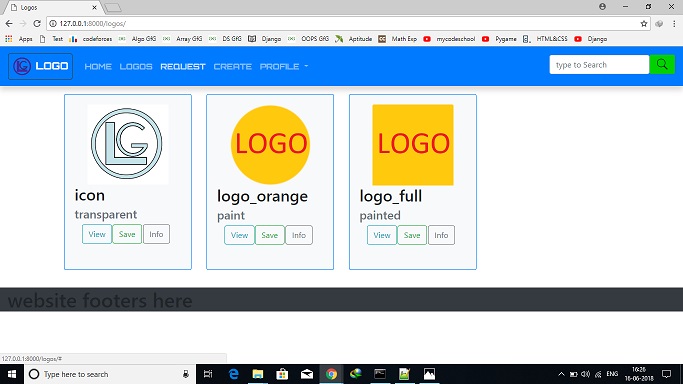 Logos
127.0.0.1:8000/logos/
Apps Test codeforces Algo GfG Array GfG DS GfG Django OOPS GfG Aptitude Math Exp mycodeschool Pygame HTML&CSS Django
LOGO HOME LOGOS REQUEST CREATE PROFILE type to Search
LG LOGO LOGO
icon logo_orange logo_full
transparent paint painted
View Save Info View Save Info View Save Info
website footers here
127.0.0.1:8000/logos/#
Type here to search
ENG
16:26
16-06-2018